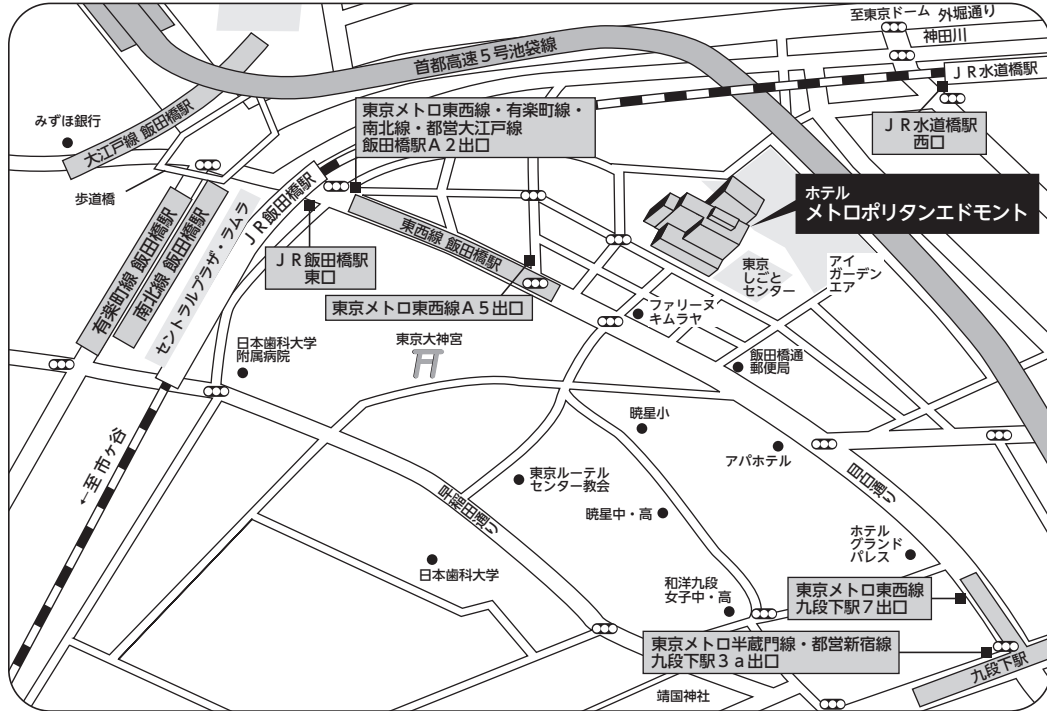 至東京ドーム
外堀通り
神田川
首都高速5号池袋線
JR水道橋駅
みずほ銀行
大江戸線 飯田橋駅
東京メトロ東西線・有楽町線・
南北線・都営大江戸線
飯田橋駅A2出口
JR水道橋駅
西口
歩道橋
JR飯田橋駅
ホテル
メトロポリタンエドモント
有楽町線 飯田橋駅
南北線 飯田橋駅
セントラルプラザ・ラムラ
JR飯田橋駅
東口
東西線 飯田橋駅
東京メトロ東西線A5出口
東京
しごと
センター
アイ
ガーデン
エア
ファリーヌ
キムラヤ
日本歯科大学
附属病院
東京大神宮
飯田橋通
郵便局
暁星小
アパホテル
←至市ヶ谷
東京ルーテル
センター教会
早稲田通り
目白通り
暁星中・高
ホテル
グランド
パレス
日本歯科大学
和洋九段
女子中・高
東京メトロ東西線
九段下駅7出口
東京メトロ半蔵門線・都営新宿線
九段下駅3a出口
九段下駅
靖国神社